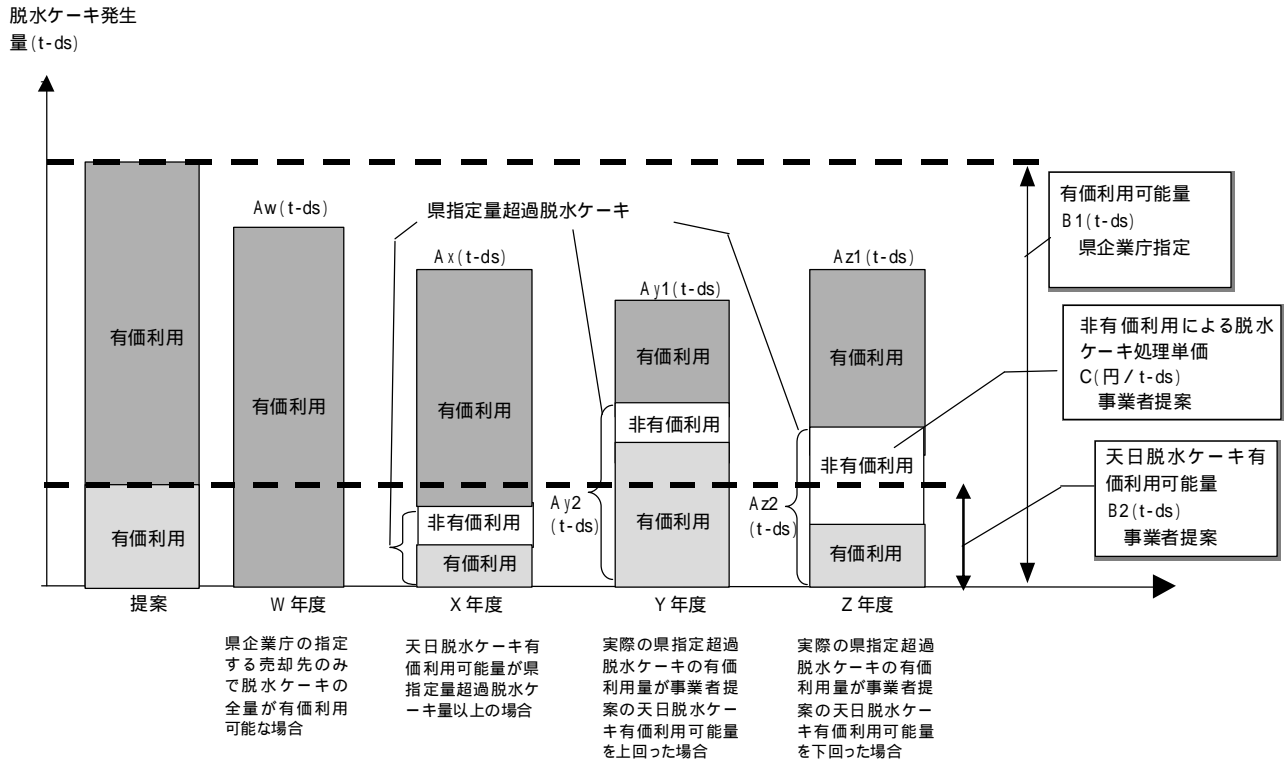 脱水ケーキ発生
量(t-ds)
県指定量超過脱水ケーキ
Aw(t-ds)
Ax(t-ds)
Ay1(t-ds)
Az1(t-ds)
有価利用
有価利用
有価利用
有価利用
非有価利用
有価利用
有価利用
非有価利用
有価利用
Ay2
(t-ds)
有価利用
非有価利用
有価利用
Az2
(t-ds)
有価利用可能量
B1(t-ds)
県企業庁指定
非有価利用による脱水
ケーキ処理単価
C(円/t-ds)
事業者提案
天日脱水ケーキ有
価利用可能量
B2(t-ds)
事業者提案
提案
W年度
X年度
Y年度
Z年度
県企業庁の指定
する売却先のみ
で脱水ケーキの
全量が有価利用
可能な場合
天日脱水ケーキ有
価利用可能量が県
指定量超過脱水ケ
ーキ量以上の場合
実際の県指定超過
脱水ケーキの有価
利用量が事業者提
案の天日脱水ケー
キ有価利用可能量
を上回った場合
実際の県指定超過
脱水ケーキの有価
利用量が事業者提
案の天日脱水ケー
キ有価利用可能量
を下回った場合